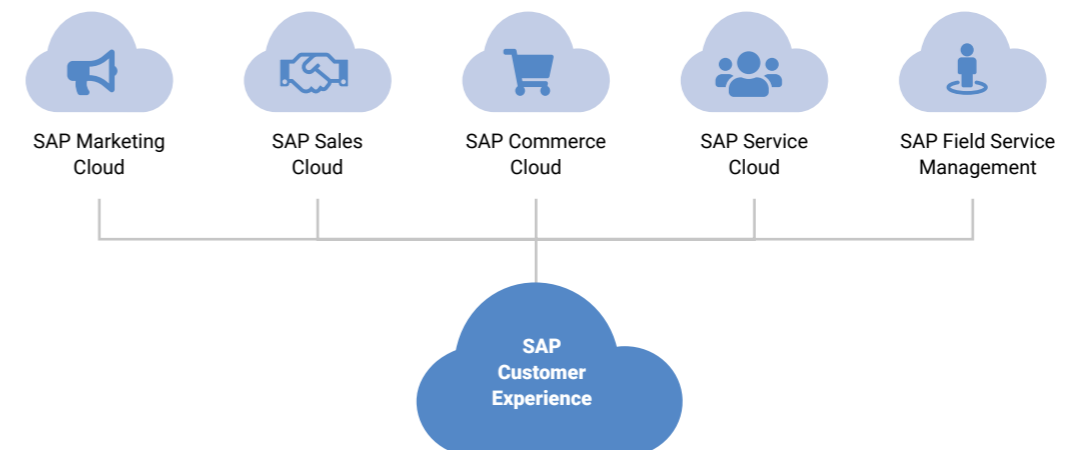 SAP Marketing
Cloud
SAP Sales
Cloud
SAP Commerce
Cloud
SAP Service
Cloud
SAP Field Service
Management
SAP
Customer
Experience